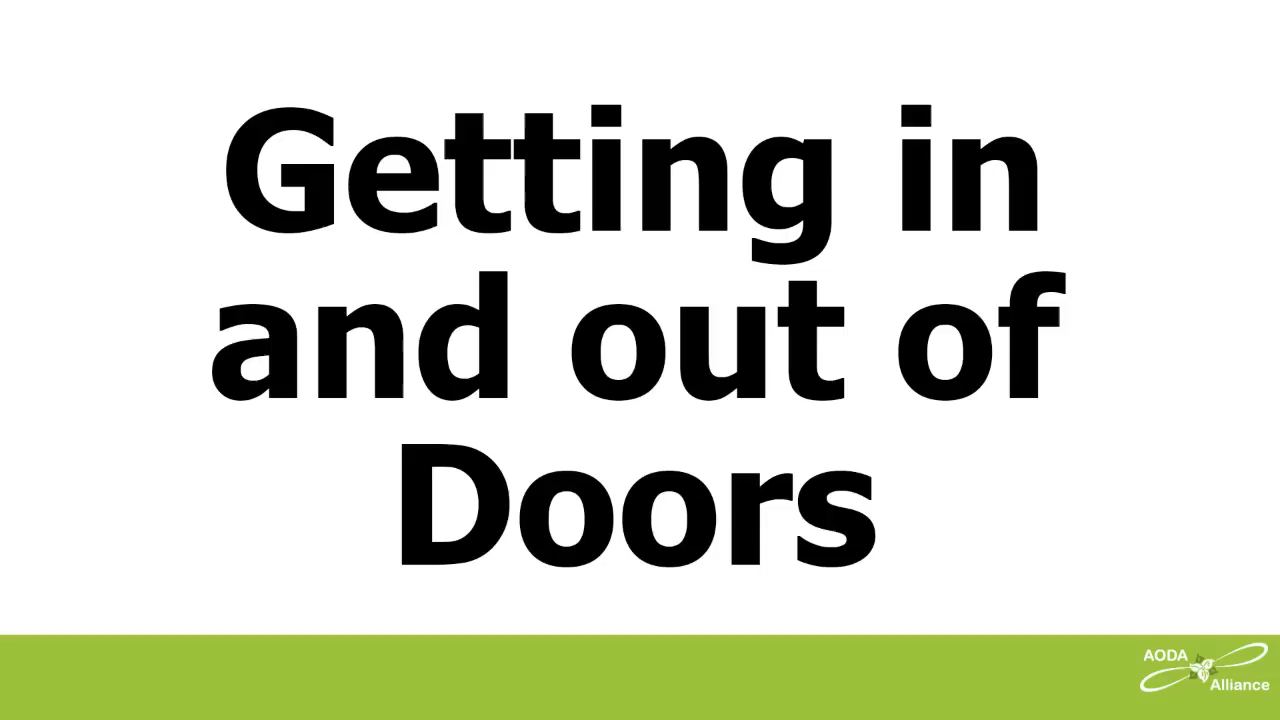 Getting in
and out of
Doors
AODA
Alliance